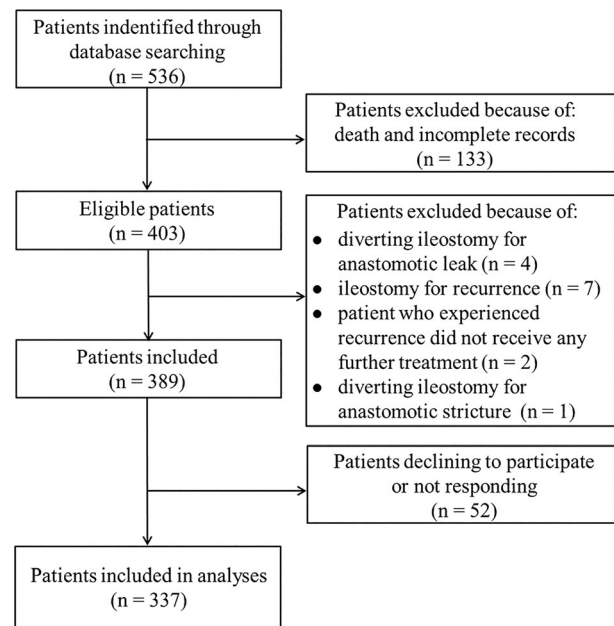 Patients indentified through
database searching
(n = 536)
Patients excluded because of:
death and incomplete records
(n = 133)
Eligible patients
(n = 403)
Patients excluded because of:
● diverting ileostomy for
anastomotic leak (n = 4)
● ileostomy for recurrence (n = 7)
● patient who experienced
recurrence did not receive any
further treatment (n = 2)
● diverting ileostomy for
anastomotic stricture (n = 1)
Patients included
(n = 389)
Patients declining to participate
or not responding
(n = 52)
Patients included in analyses
(n = 337)